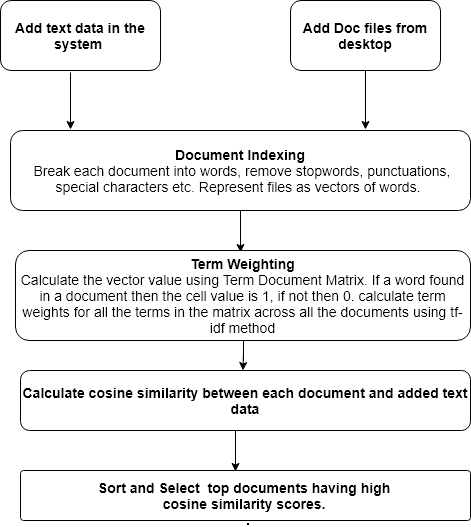 Add text data in the
system
Add Doc files from
desktop
Document Indexing
Break each document into words, remove stopwords, punctuations,
special characters etc. Represent files as vectors of words.
Term Weighting
Calculate the vector value using Term Document Matrix. If a word found
in a document then the cell value is 1, if not then 0. calculate term
weights for all the terms in the matrix across all the documents using tf-
idf method
Calculate cosine similarity between each document and added text
data
Sort and Select top documents having high
cosine similarity scores.